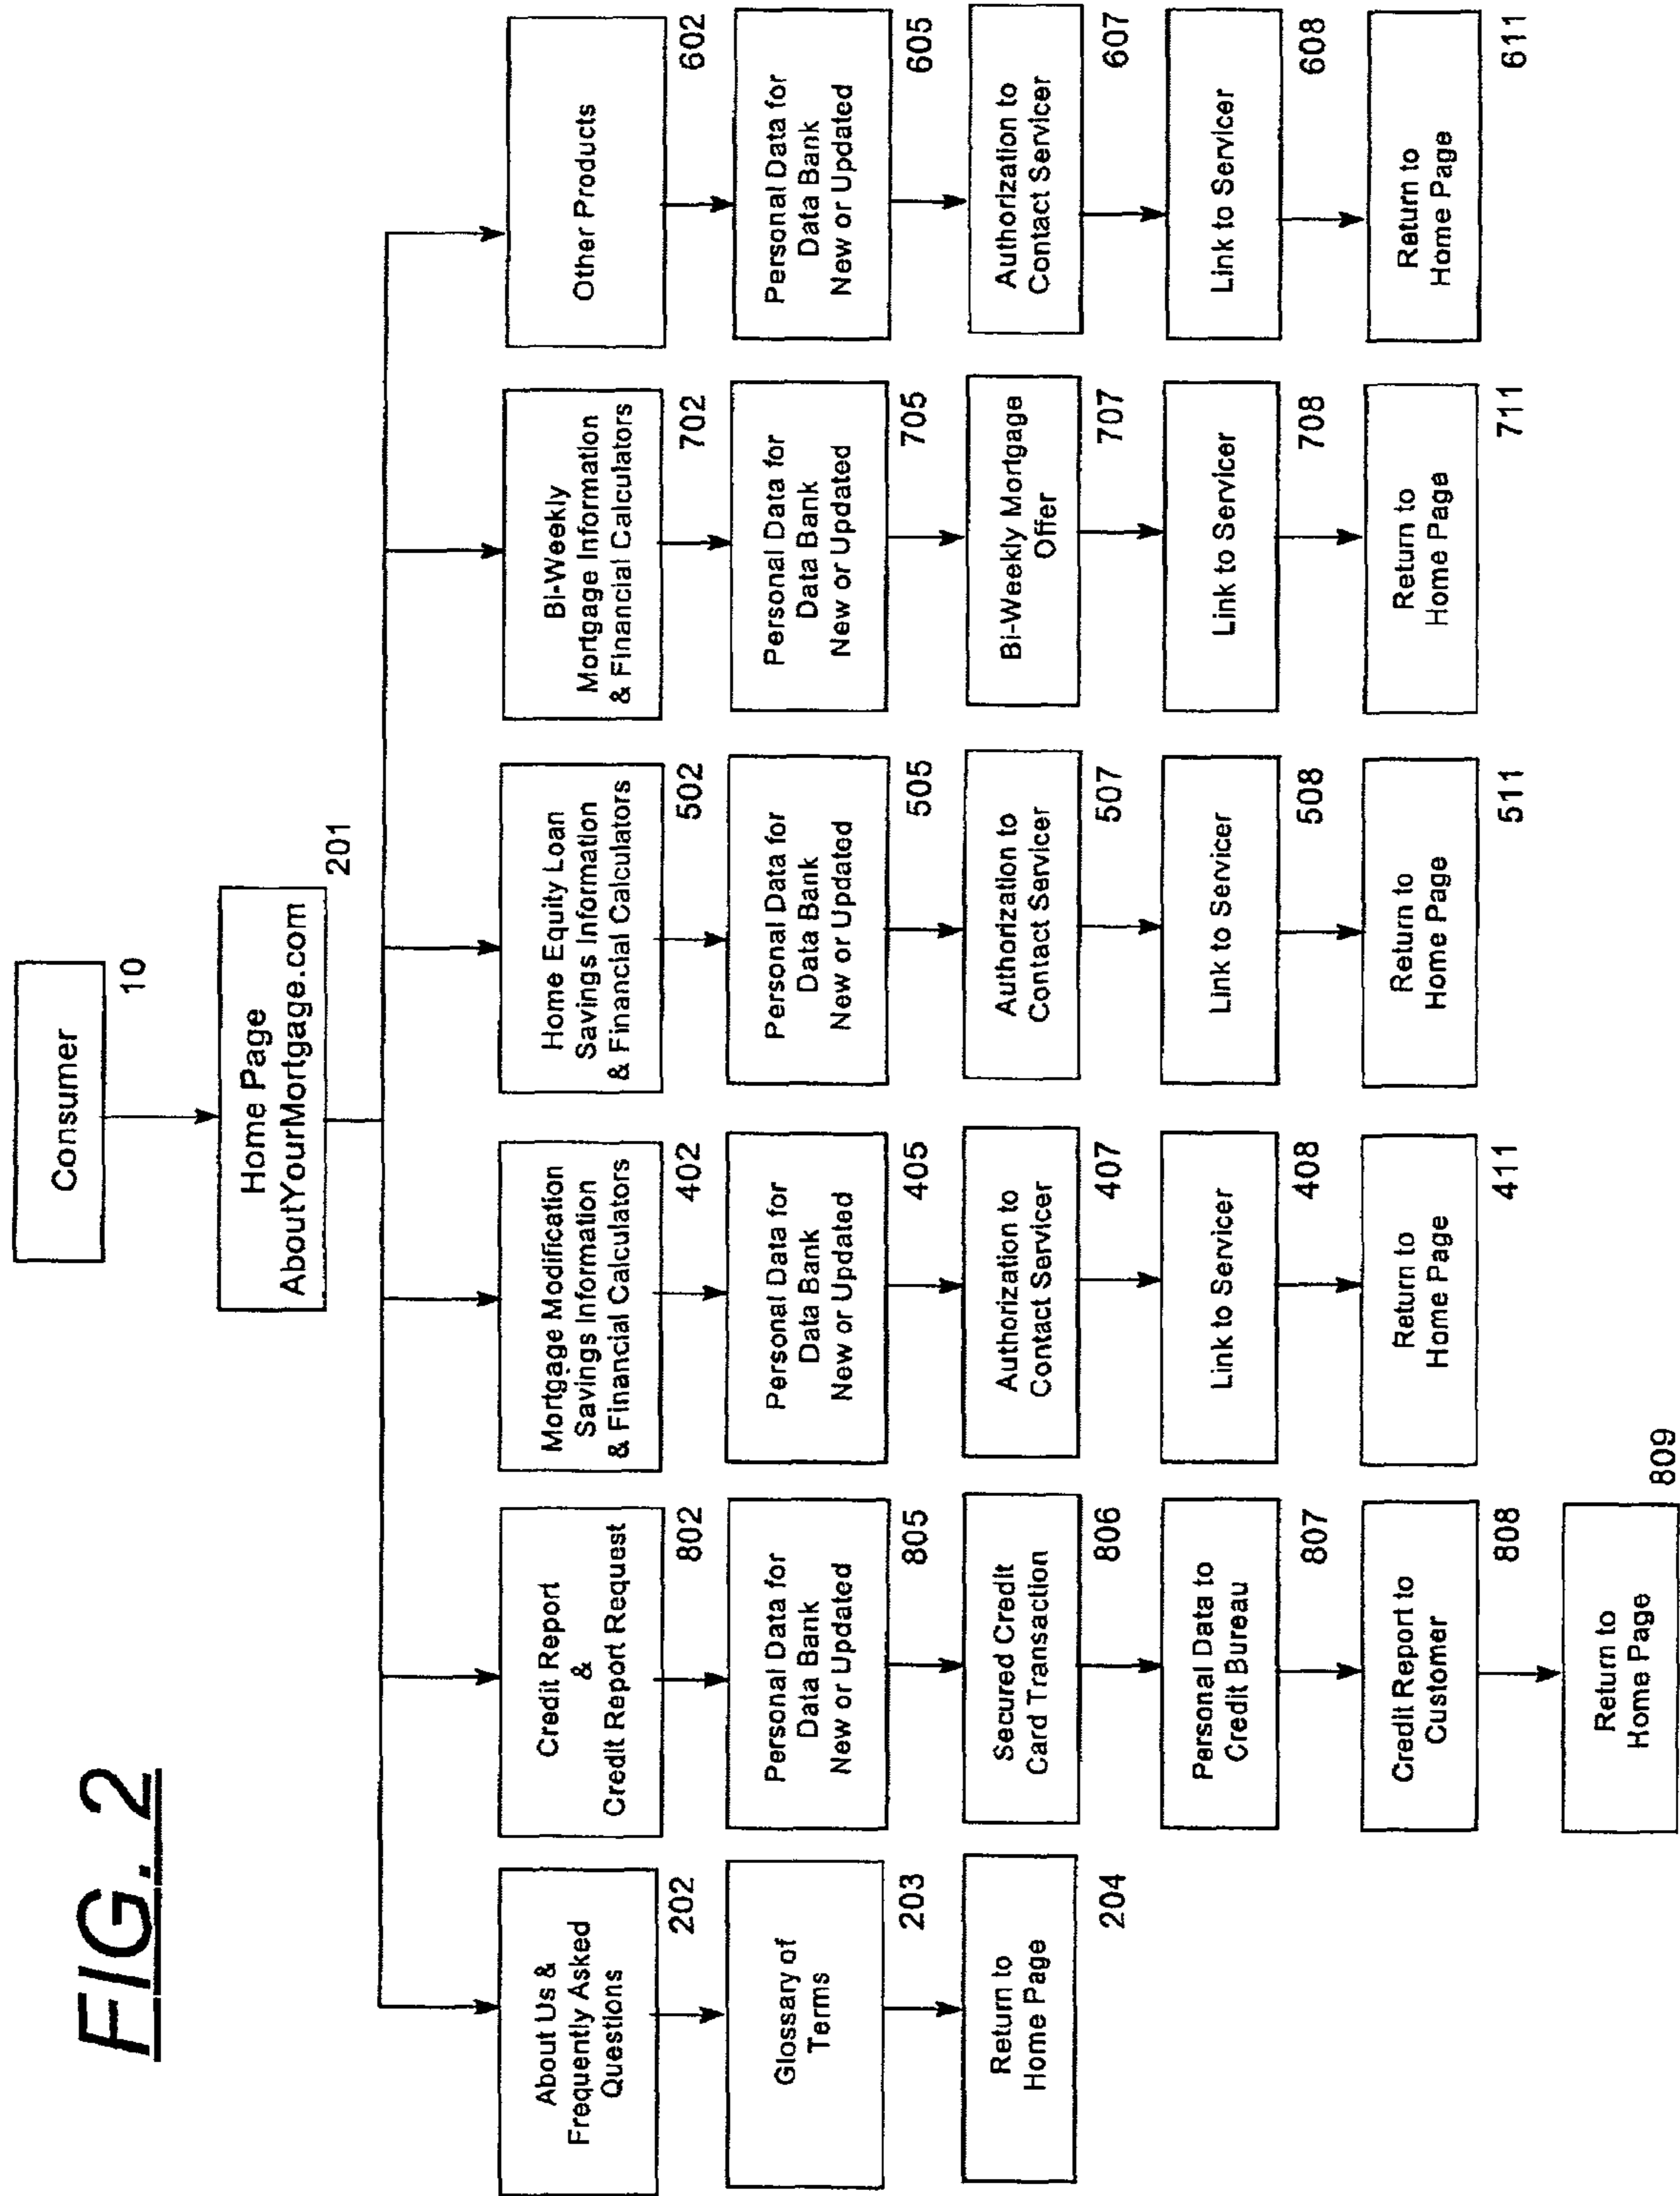 FIG. 2
Consumer
10
Home Page
AboutYourMortgage.com
201
About Us &
Frequently Asked
Questions
202
Glossary of
Terms
203
Return to
Home Page
204
Credit Report
&
Credit Report Request
802
Personal Data for
Data Bank
New or Updated
805
Secured Credit
Card Transaction
806
Personal Data to
Credit Bureau
807
Credit Report to
Customer
808
Return to
Home Page
809
Mortgage Modification
Savings Information
& Financial Calculators
402
Personal Data for
Data Bank
New or Updated
405
Authorization to
Contact Servicer
407
Link to Servicer
408
Return to
Home Page
411
Home Equity Loan
Savings Information
& Financial Calculators
502
Personal Data for
Data Bank
New or Updated
505
Authorization to
Contact Servicer
507
Link to Servicer
508
Return to
Home Page
511
Bi-Weekly
Mortgage Information
& Financial Calculators
702
Personal Data for
Data Bank
New or Updated
705
Bi-Weekly Mortgage
Offer
707
Link to Servicer
708
Return to
Home Page
711
Other Products
602
Personal Data for
Data Bank
New or Updated
605
Authorization to
Contact Servicer
607
Link to Servicer
608
Return to
Home Page
611